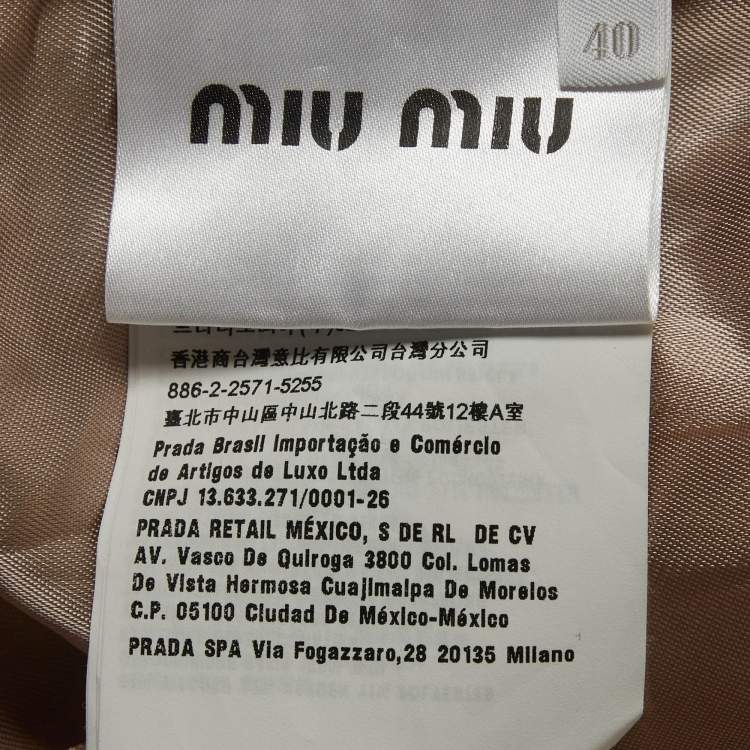 40
miu miu
香港商台灣意比有限公司台灣分公司
886-2-2571-5255
臺北市中山區中山北路二段44號12樓A室
Prada Brasil Importação e Comércio
de Artigos de Luxo Ltda
CNPJ 13.633.271/0001-26
PRADA RETAIL MÉXICO, S DE RL DE CV
AV. Vasco De Quiroga 3800 Col. Lomas
De Vista Hermosa Cuajimalpa De Morelos
C.P. 05100 Ciudad De México-México
PRADA SPA Via Fogazzaro,28 20135 Milano